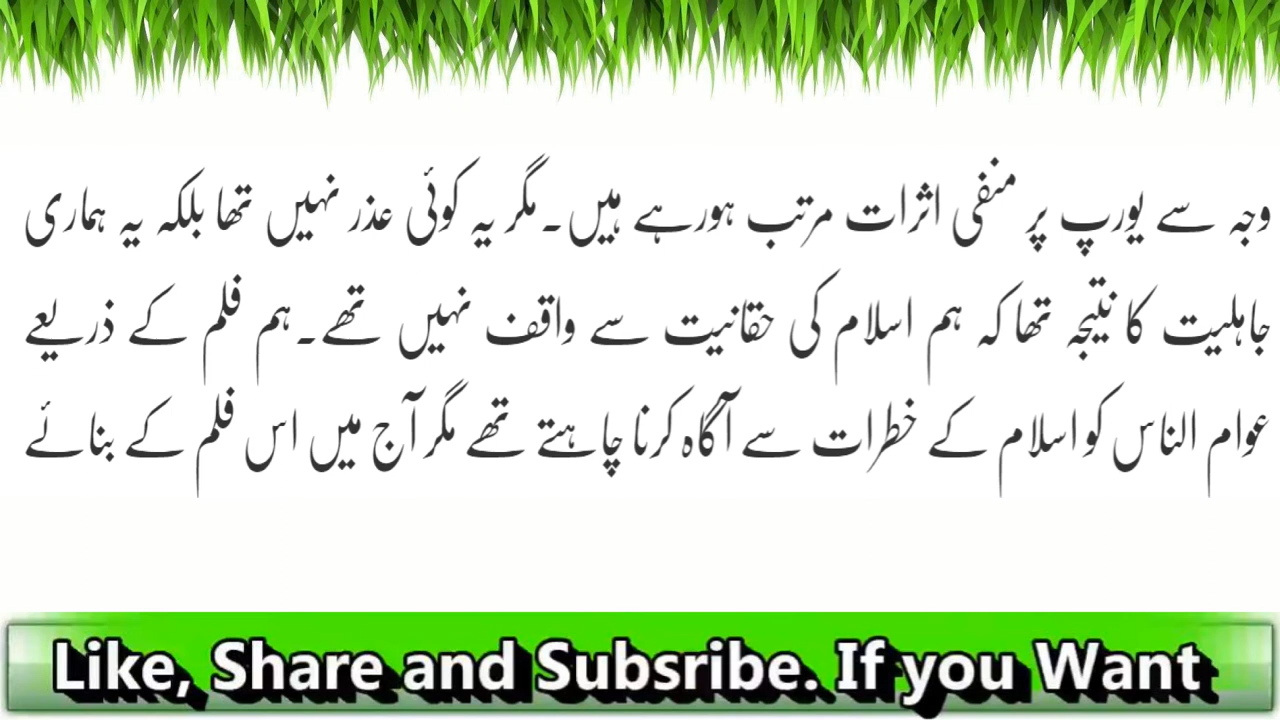 وجہ سے یورپ پر منفی اثرات مرتب ہورہے ہیں۔مگر یہ کوئی عذر نہیں تھا بلکہ یہ ہماری
جاہلیت کا نتیجہ تھا کہ ہم اسلام کی حقانیت سے واقف نہیں تھے۔ہم فلم کے ذریعے
عوام الناس کو اسلام کے خطرات سے آگاہ کرنا چاہتے تھے مگر آج میں اس فلم کے بنائے
Like, Share and Subsribe. If you Want